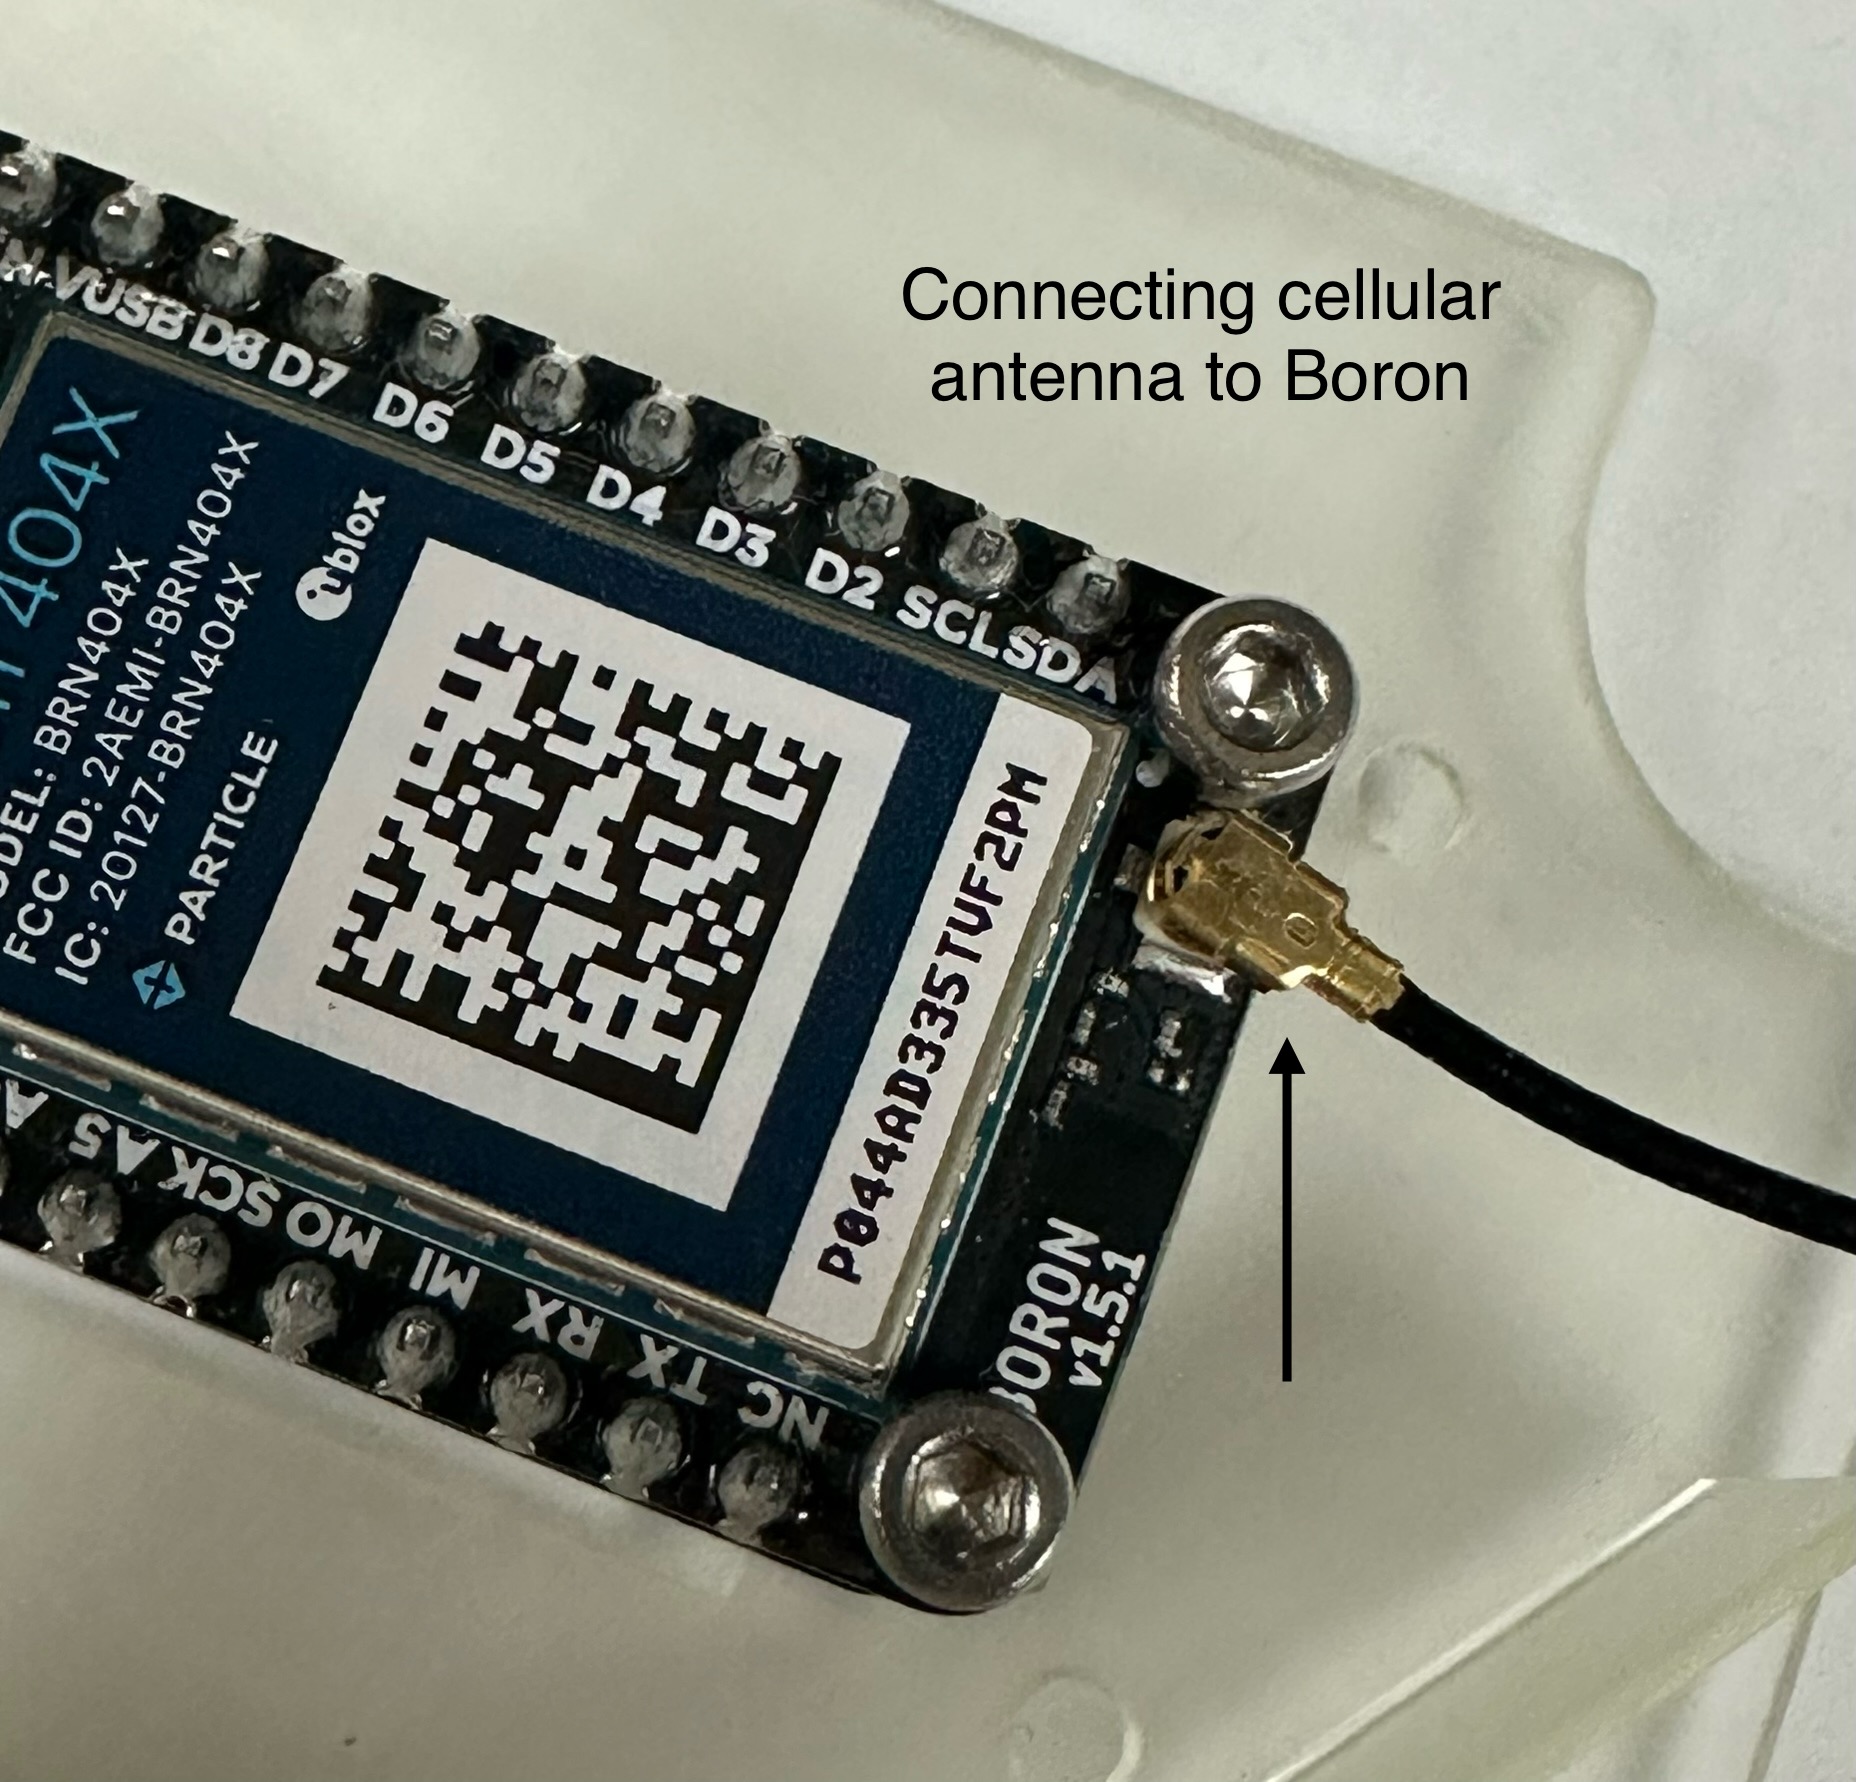 Connecting cellular
antenna to Boron
VUSB D8 D7 D6 D5 D4 D3 D2 SCL SDA
404X
MODEL: BRN404X
FCC ID: 2AEMI-BRN404X
IC: 20127-BRN404X
PARTICLE
ublox
P044AD335TVF2PM
BORON
v1.5.1
A5 SCK MO MI RX TX NC